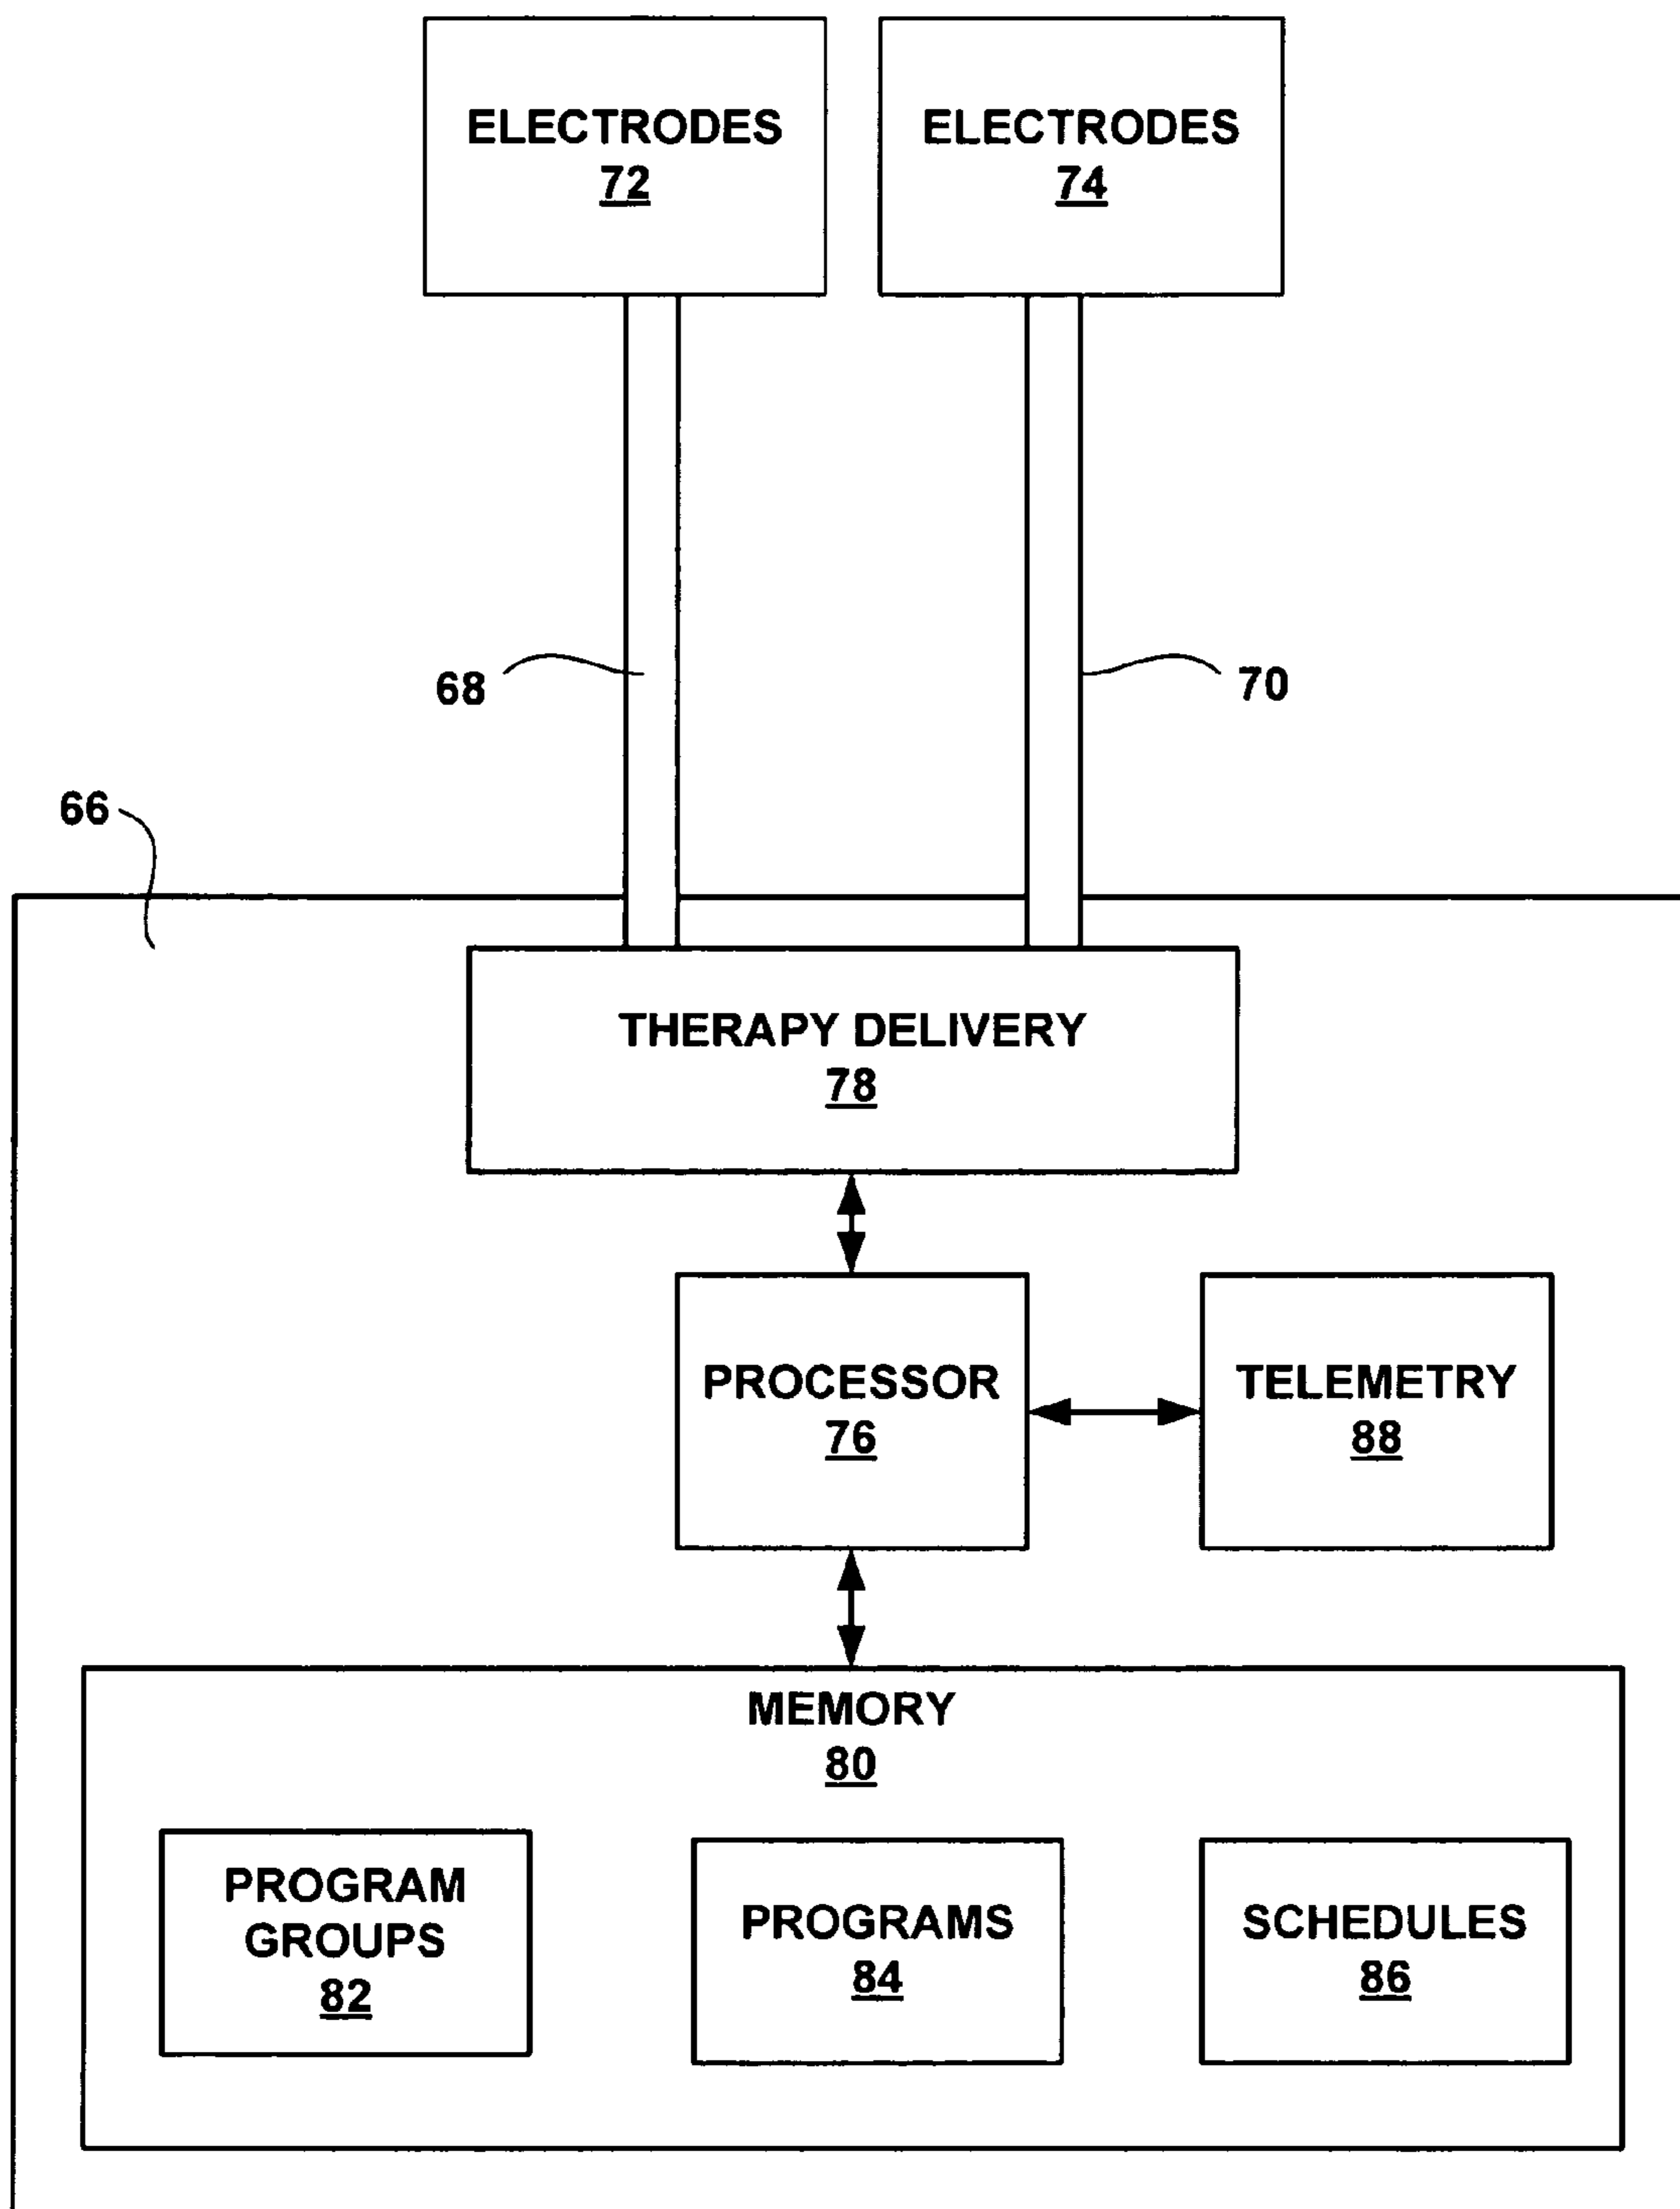 ELECTRODES
72
ELECTRODES
74
68
70
66
THERAPY DELIVERY
78
PROCESSOR
76
TELEMETRY
88
MEMORY
80
PROGRAM
GROUPS
82
PROGRAMS
84
SCHEDULES
86